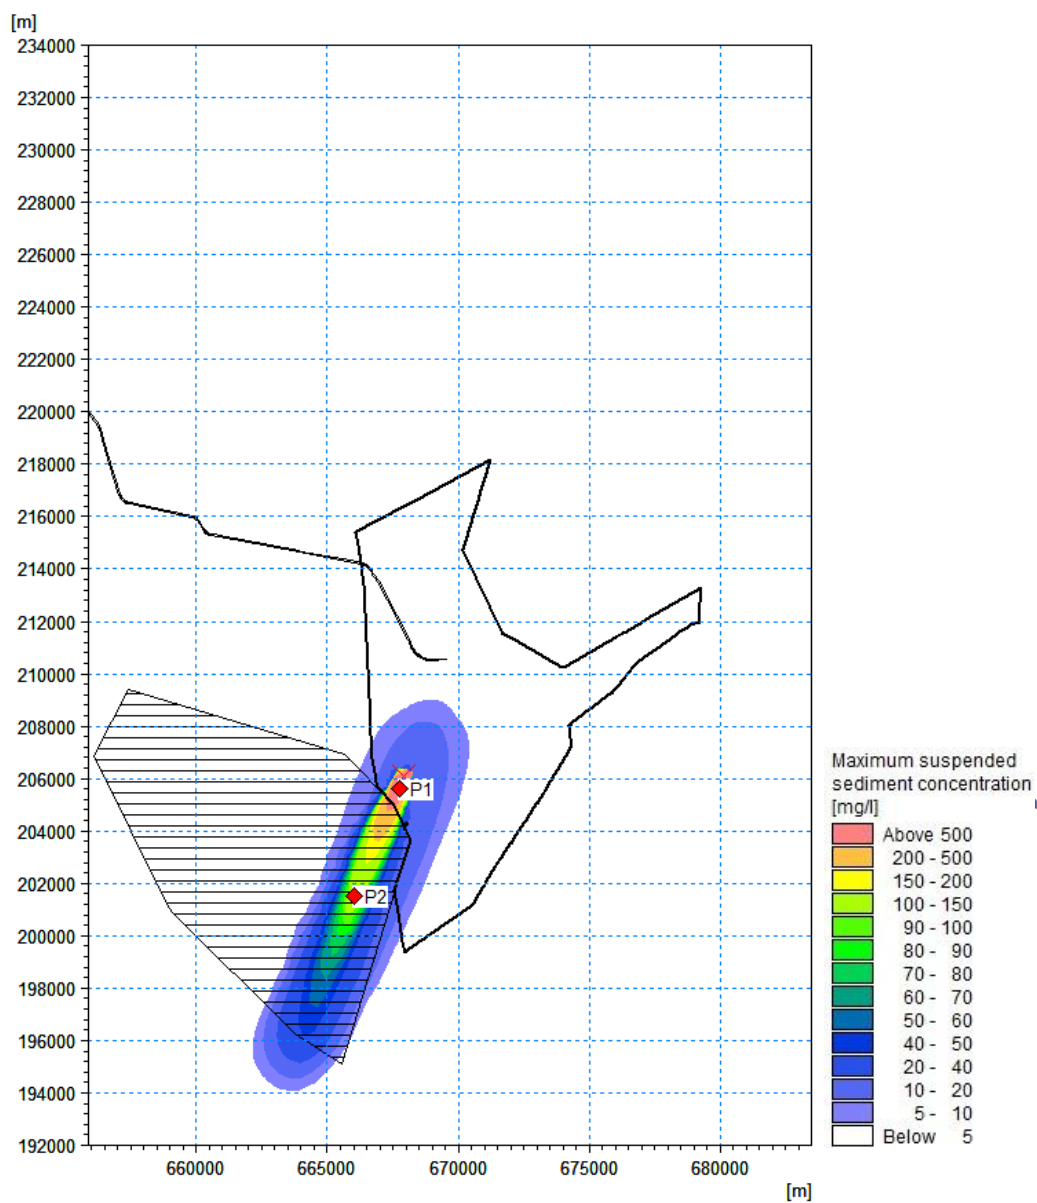 [m]
234000
232000
230000
228000
226000
224000
222000
220000
218000
216000
214000
212000
210000
208000
206000
204000
202000
200000
198000
196000
194000
192000
P1
P2
660000 665000 670000 675000 680000
[m]
Maximum suspended
sediment concentration
[mg/l]
Above 500
200 - 500
150 - 200
100 - 150
90 - 100
80 - 90
70 - 80
60 - 70
50 - 60
40 - 50
20 - 40
10 - 20
5 - 10
Below 5